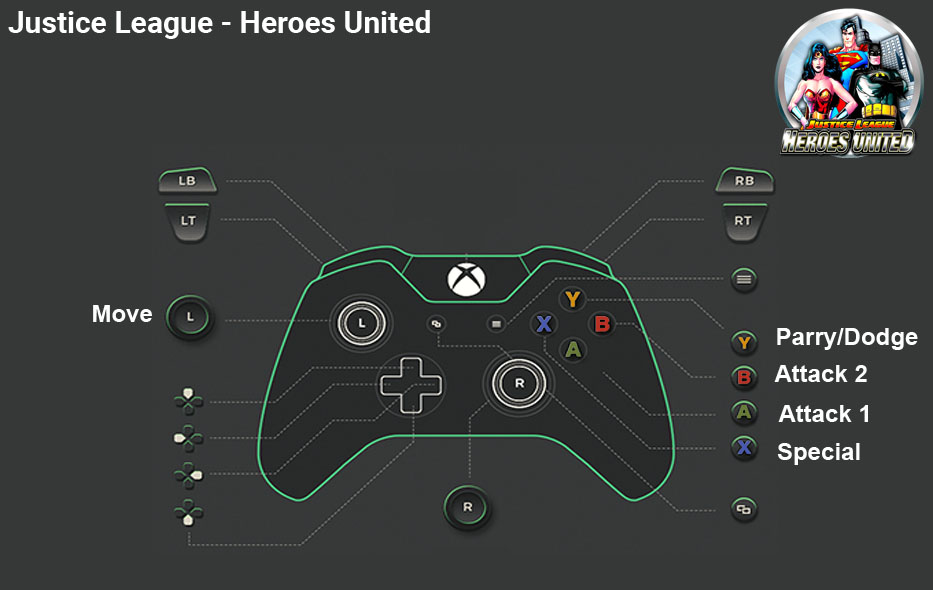 Justice League - Heroes United
JUSTICE LEAGUE
HEROES UNITED
LB
RB
LT
RT
Move
L
L
Y
X
B
A
R
Y
Parry/Dodge
B
Attack 2
A
Attack 1
X
Special
R